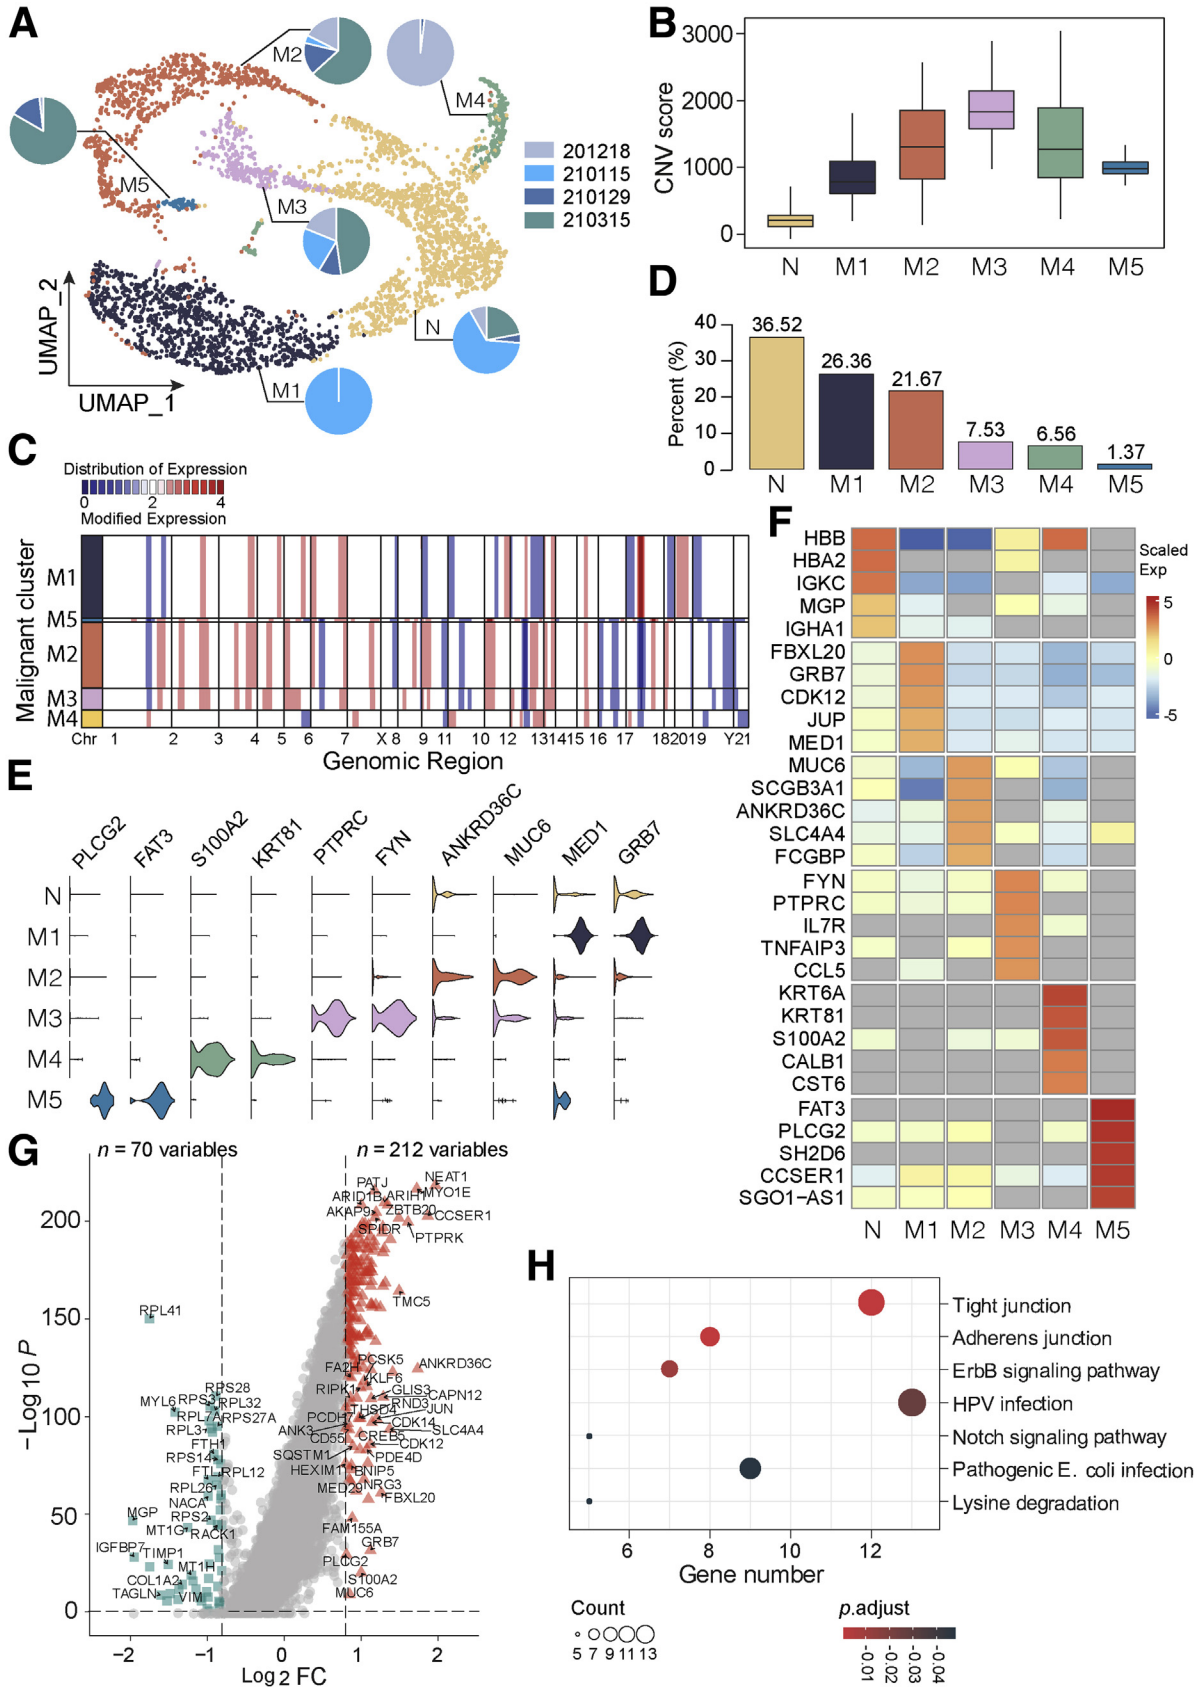 A
M2
M4
M5
M3
N
M1
UMAP_2
UMAP_1
201218
210115
210129
210315
B
CNV score
3000
2000
1000
0
N M1 M2 M3 M4 M5
D
Percent (%)
40
30
20
10
0
36.52
26.36
21.67
7.53
6.56
1.37
N M1 M2 M3 M4 M5
C
Distribution of Expression
0 2 4
Modified Expression
Malignant cluster
M1
M5
M2
M3
M4
Chr 1 2 3 4 5 6 7 X 8 9 11 10 12 13 14 15 16 17 18 20 19 Y 21
Genomic Region
E
PLCG2 FAT3 S100A2 KRT81 PTPRC FYN ANKRD36C MUC6 MED1 GRB7
N
M1
M2
M3
M4
M5
F
HBB
HBA2
IGKC
MGP
IGHA1
FBXL20
GRB7
CDK12
JUP
MED1
MUC6
SCGB3A1
ANKRD36C
SLC4A4
FCGBP
FYN
PTPRC
IL7R
TNFAIP3
CCL5
KRT6A
KRT81
S100A2
CALB1
CST6
FAT3
PLCG2
SH2D6
CCSER1
SGO1-AS1
N M1 M2 M3 M4 M5
Scaled
Exp
5
0
-5
G
n = 70 variables
n = 212 variables
−Log10 P
200
150
100
50
0
−2 −1 0 1 2
Log 2 FC
NEAT1
PATJ
MYO1E
ARID1B
ARIH1
AKAP9
ZBTB20
CCSER1
SPIDR
PTPRK
TMC5
RPL41
PCSK5
FA2H
ANKRD36C
KLF6
RIPK1
GLIS3
CAPN12
RND3
THSD4
JUN
PCDH7
CDK14
ANK3
SLC4A4
CD55
CREB5
CDK12
SQSTM1
PDE4D
HEXIM1
BNIP5
MED29
NRG3
FBXL20
FAM155A
GRB7
PLCG2
S100A2
MUC6
RPS28
MYL6
RPS3
RPL32
RPL7A
RPS27A
RPL3
FTH1
RPS14
FTL
RPL12
RPL26
NACA
RPS2
MGP
MT1G
RACK1
IGFBP7
TIMP1
MT1H
COL1A2
TAGLN
VIM
H
Tight junction
Adherens junction
ErbB signaling pathway
HPV infection
Notch signaling pathway
Pathogenic E. coli infection
Lysine degradation
6 8 10 12
Gene number
Count
5 7 9 11 13
p.adjust
0.01
0.02
0.03
0.04